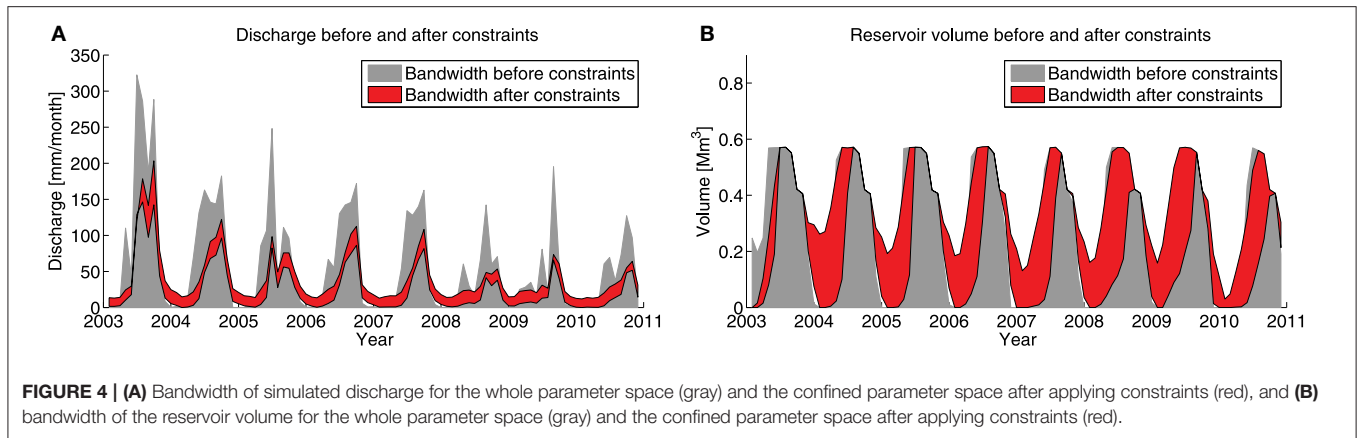 A
Discharge before and after constraints
Bandwidth before constraints
Bandwidth after constraints
Discharge [mm/month]
350
300
250
200
150
100
50
0
2003 2004 2005 2006 2007 2008 2009 2010 2011
Year
B
Reservoir volume before and after constraints
Bandwidth before constraints
Bandwidth after constraints
Volume [Mm³]
0.8
0.6
0.4
0.2
0
2003 2004 2005 2006 2007 2008 2009 2010 2011
Year
FIGURE 4 | (A) Bandwidth of simulated discharge for the whole parameter space (gray) and the confined parameter space after applying constraints (red), and (B)
bandwidth of the reservoir volume for the whole parameter space (gray) and the confined parameter space after applying constraints (red).